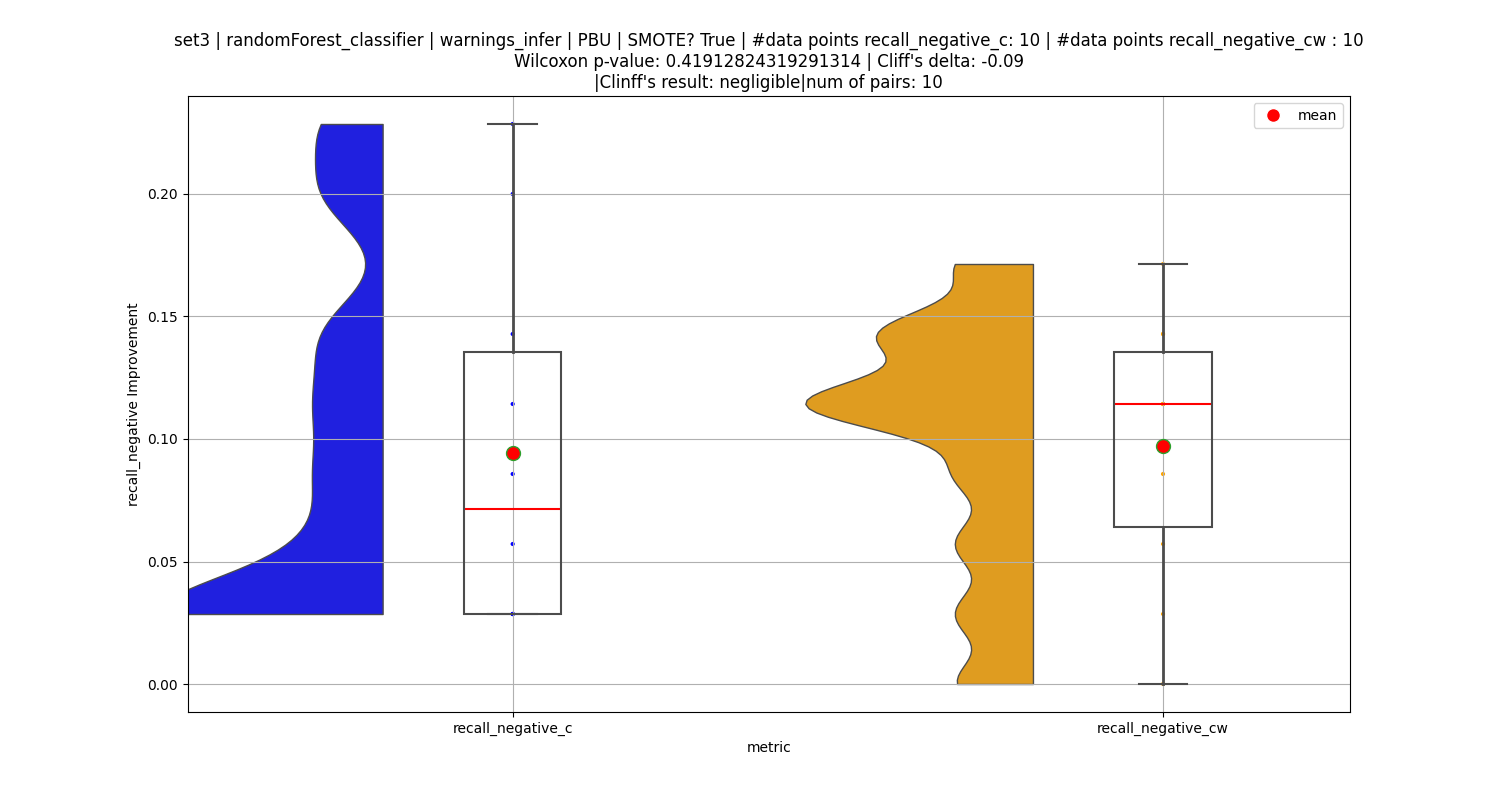 set3 | randomForest_classifier | warnings_infer | PBU | SMOTE? True | #data points recall_negative_c: 10 | #data points recall_negative_cw : 10
Wilcoxon p-value: 0.41912824319291314 | Cliff's delta: -0.09
|Clinff's result: negligible|num of pairs: 10
mean
0.20
0.15
0.10
0.05
0.00
recall_negative Improvement
recall_negative_c
recall_negative_cw
metric